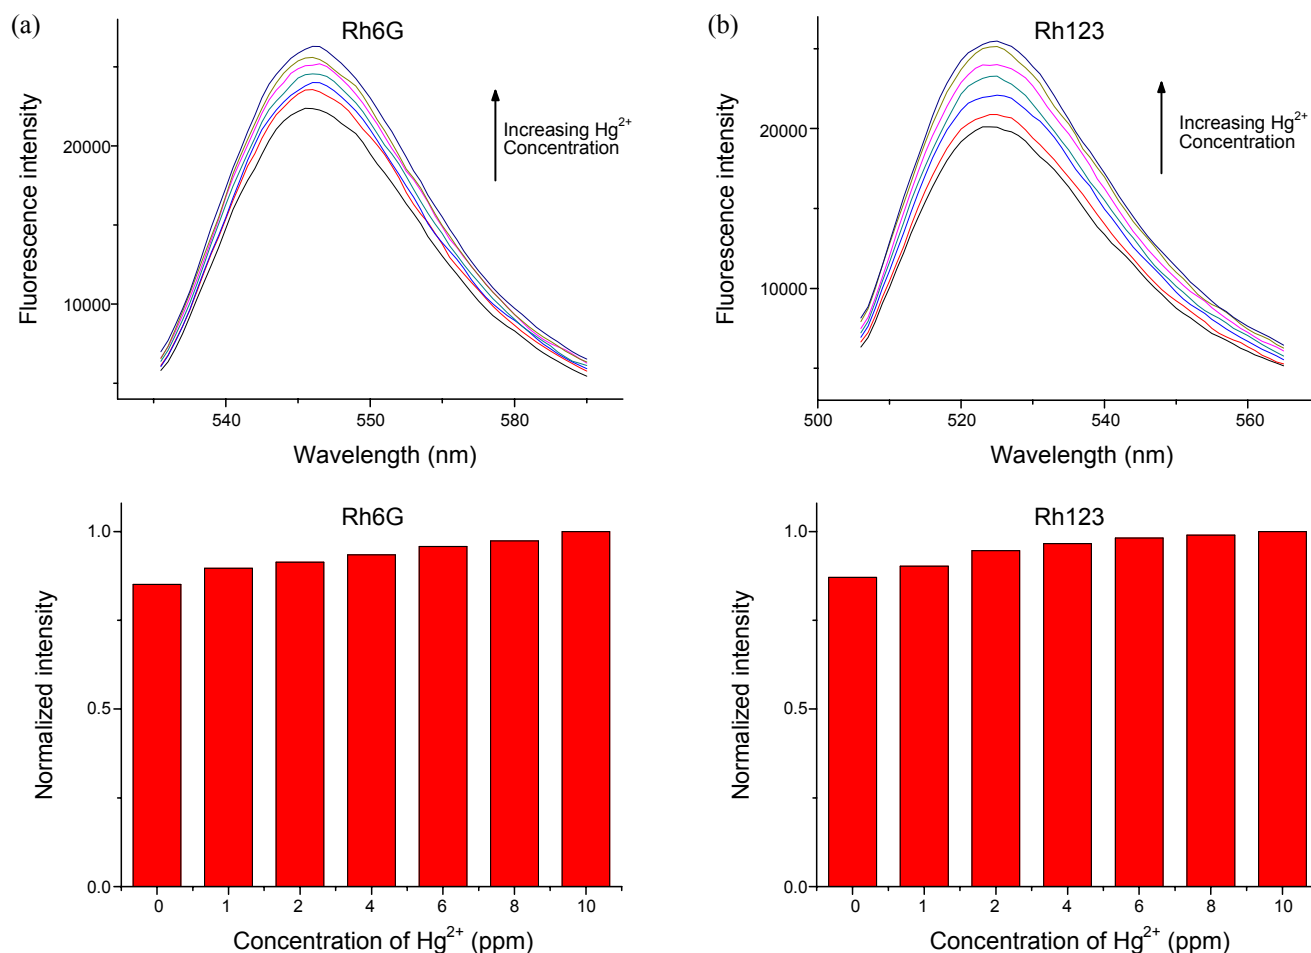 (a)
Rh6G
Fluorescence intensity
20000
10000
Increasing Hg²⁺
Concentration
540
550
580
Wavelength (nm)
(b)
Rh123
Fluorescence intensity
20000
10000
Increasing Hg²⁺
Concentration
500
520
540
560
Wavelength (nm)
Rh6G
Normalized intensity
1.0
0.5
0.0
0
1
2
4
6
8
10
Concentration of Hg²⁺ (ppm)
Rh123
Normalized intensity
1.0
0.5
0.0
0
1
2
4
6
8
10
Concentration of Hg²⁺ (ppm)